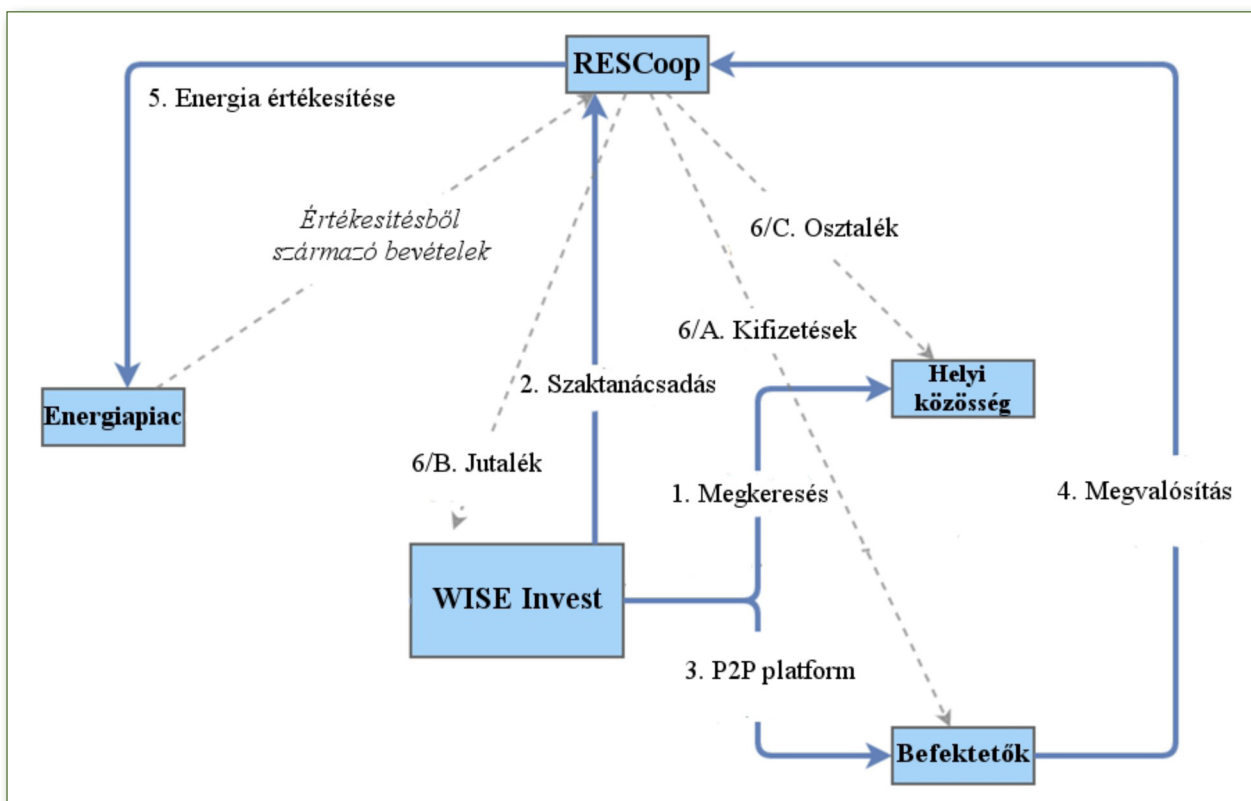 RESCoop
5. Energia értékesítése
Értékesítésből
származó bevételek
6/C. Osztalék
6/A. Kifizetések
Helyi
közösség
2. Szaktanácsadás
Energiapiac
6/B. Jutalék
1. Megkeresés
4. Megvalósítás
WISE Invest
3. P2P platform
Befektetők